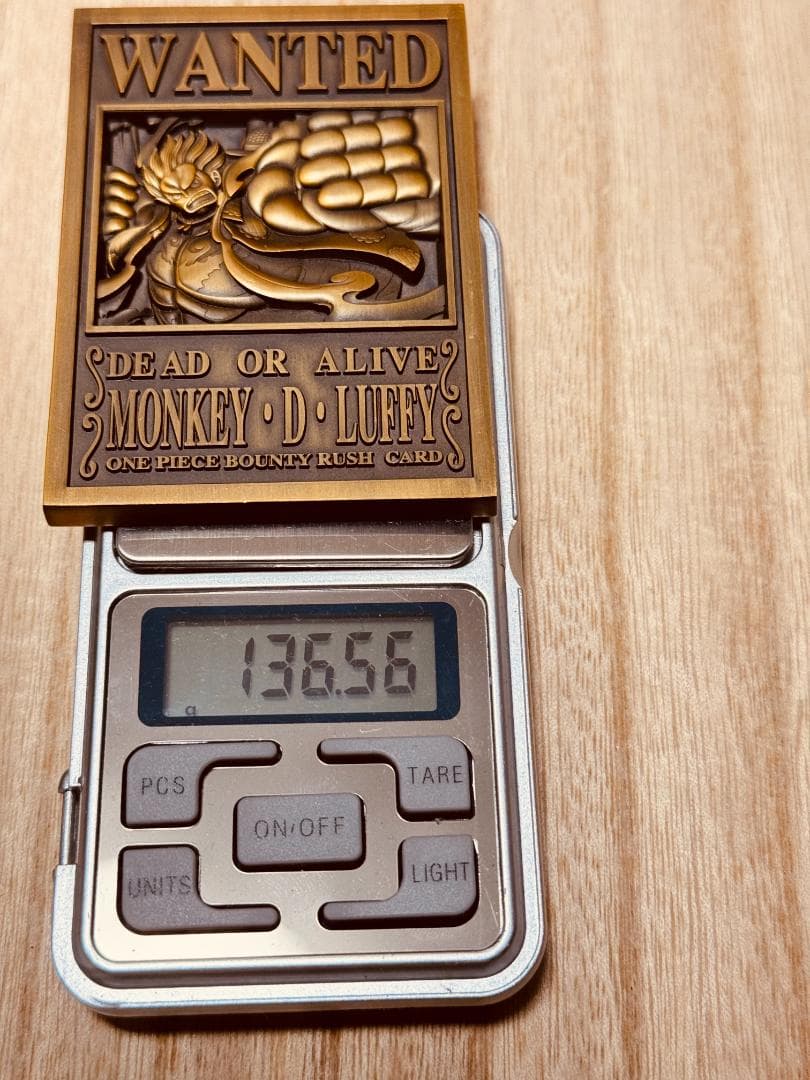 WANTED
DEAD OR ALIVE
MONKEY・D・LUFFY
ONE PIECE BOUNTY RUSH CARD
136.56
g
PCS
TARE
ON/OFF
UNITS
LIGHT